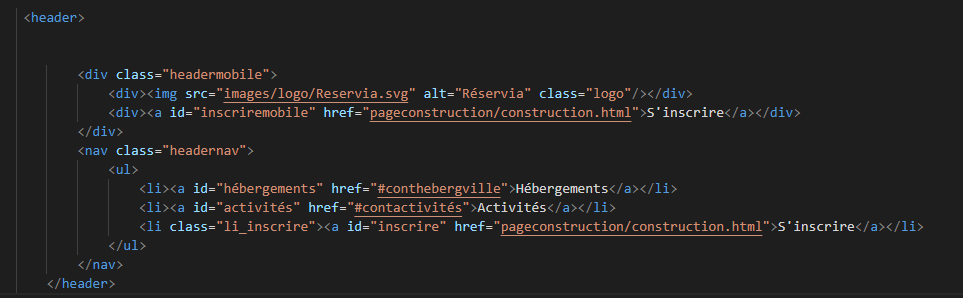 <header>
<div class="headermobile">
<div><img src="images/logo/Reservia.svg" alt="Réservia" class="logo"/></div>
<div><a id="inscriremobile" href="pageconstruction/construction.html">S'inscrire</a></div>
</div>
<nav class="headernav">
<ul>
<li><a id="hébergements" href="#conthebergville">Hébergements</a></li>
<li><a id="activités" href="#contactivités">Activités</a></li>
<li class="li_inscrire"><a id="inscrire" href="pageconstruction/construction.html">S'inscrire</a></li>
</ul>
</nav>
</header>